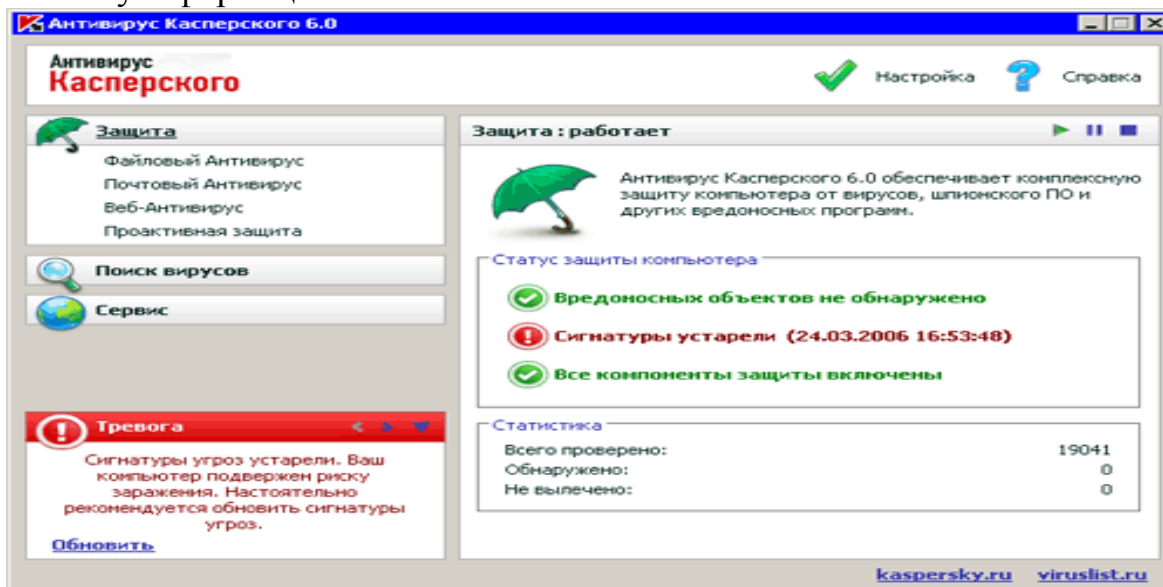 Антивирус Касперского 6.0
Антивирус
Касперского
Настройка
Справка
Защита
Файловый Антивирус
Почтовый Антивирус
Веб-Антивирус
Проактивная защита
Поиск вирусов
Сервис
Тревога
Сигнатуры угроз устарели. Ваш
компьютер подвержен риску
заражения. Настоятельно
рекомендуется обновить сигнатуры
угроз.
Обновить
Защита : работает
Антивирус Касперского 6.0 обеспечивает комплексную
защиту компьютера от вирусов, шпионского ПО и
других вредоносных программ.
Статус защиты компьютера
Вредоносных объектов не обнаружено
Сигнатуры устарели (24.03.2006 16:53:48)
Все компоненты защиты включены
Статистика
Всего проверено: 19041
Обнаружено: 0
Не вылечено: 0
kaspersky.ru viruslist.ru